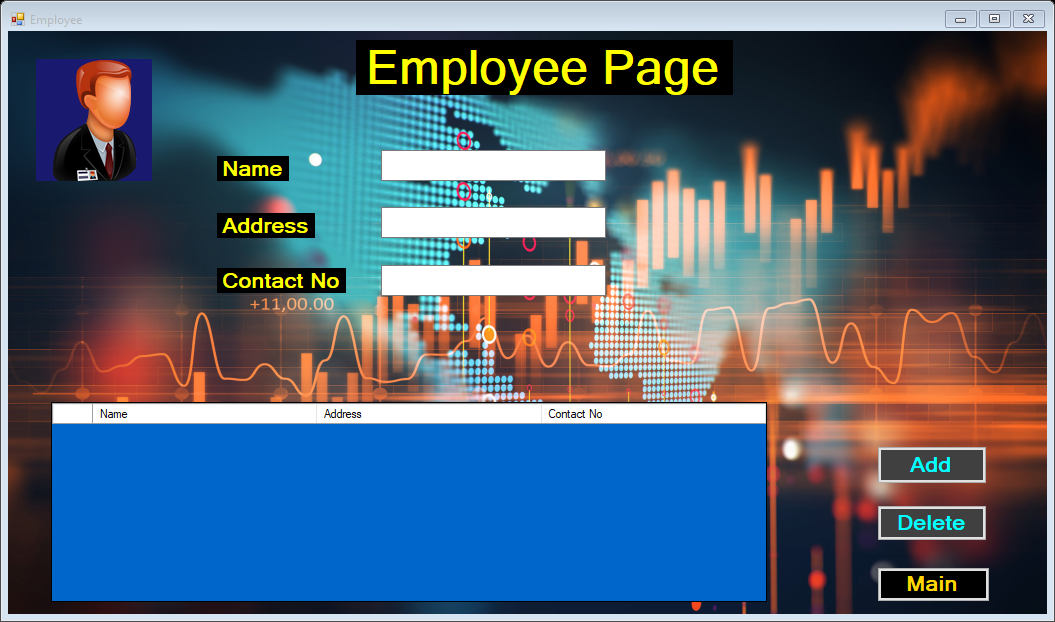 Employee
Employee Page
Name
Address
Contact No
+11,00.00
Name Address Contact No
Add
Delete
Main